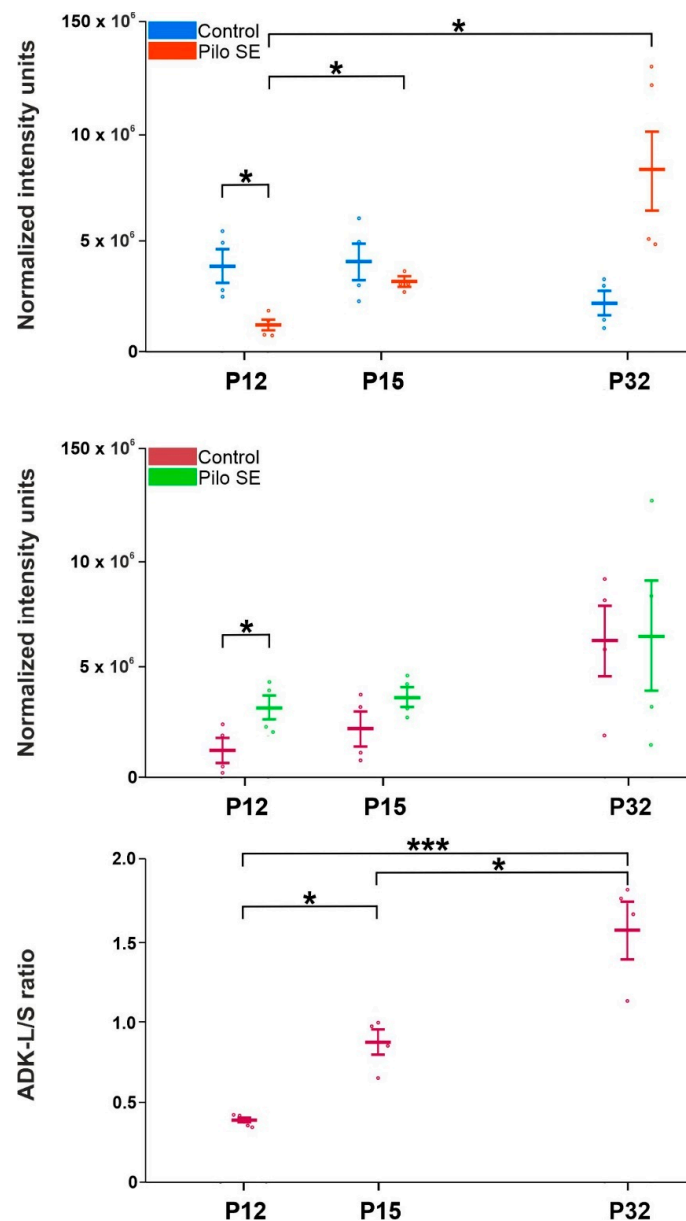 150 x 10⁶
Control
Pilo SE
*
*
10 x 10⁶
*
5 x 10⁶
0
Normalized intensity units
P12 P15 P32
150 x 10⁶
Control
Pilo SE
10 x 10⁶
*
5 x 10⁶
0
Normalized intensity units
P12 P15 P32
2.0
***
*
*
1.5
1.0
0.5
0
ADK-L/S ratio
P12 P15 P32